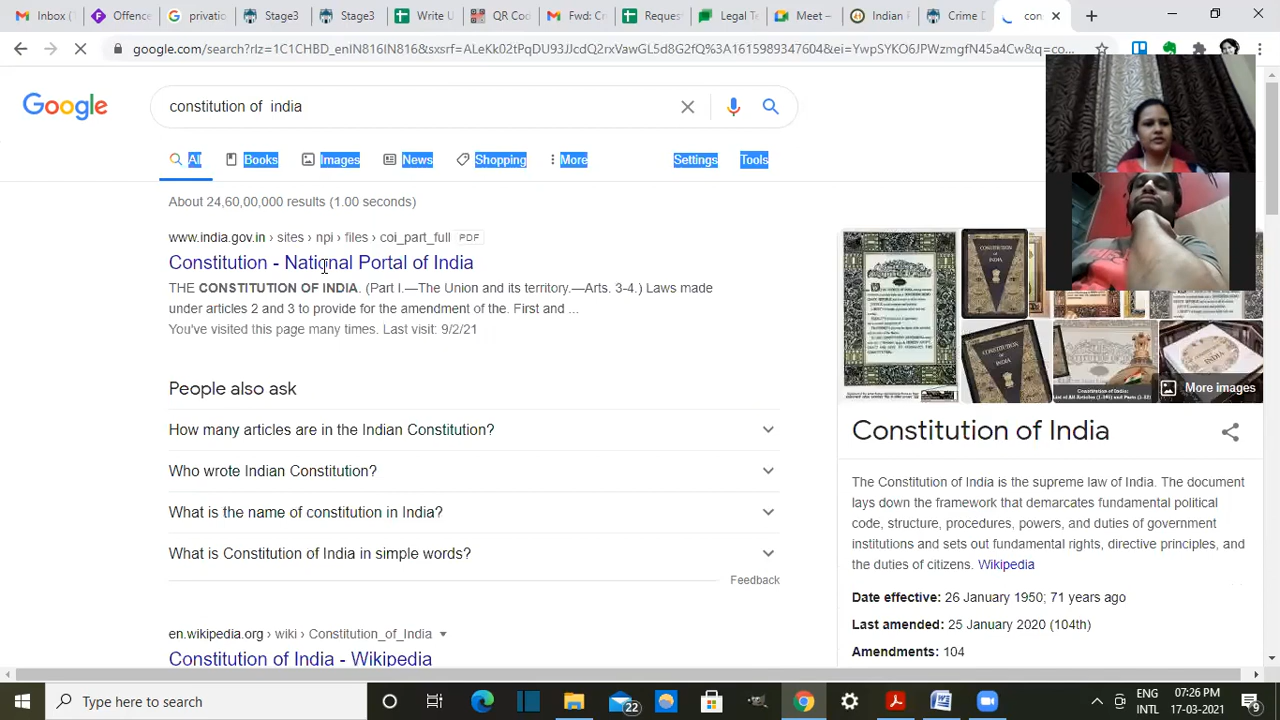 Inbox (
Offence
privatio
Stage3
Stage3
Write U
QR Cod
Fwd: Cr
Reques
Legal Te
Meet –
Indian P
Crime D
con
google.com/search?rlz=1C1CHBD_enIN816IN816&sxsrf=ALeKk02tPqDU93JJcdQ2rxVawGL5d8G2fQ%3A1615989347604&ei=YwpSYKO6JPWzmgfN45a4Cw&q=co...
Google
constitution of india
All Books Images News Shopping More Settings Tools
About 24,60,00,000 results (1.00 seconds)
www.india.gov.in › sites › npi › files › coi_part_full PDF
Constitution - National Portal of India
THE CONSTITUTION OF INDIA. (Part I.—The Union and its territory.—Arts. 3-4.) Laws made
under articles 2 and 3 to provide for the amendment of the First and ...
You've visited this page many times. Last visit: 9/2/21
People also ask
How many articles are in the Indian Constitution?
Who wrote Indian Constitution?
What is the name of constitution in India?
What is Constitution of India in simple words?
Feedback
en.wikipedia.org › wiki › Constitution_of_India
Constitution of India - Wikipedia
More images
Constitution of India
The Constitution of India is the supreme law of India. The document
lays down the framework that demarcates fundamental political
code, structure, procedures, powers, and duties of government
institutions and sets out fundamental rights, directive principles, and
the duties of citizens. Wikipedia
Date effective: 26 January 1950; 71 years ago
Last amended: 25 January 2020 (104th)
Amendments: 104
Type here to search
22
ENG
INTL
07:26 PM
17-03-2021
9